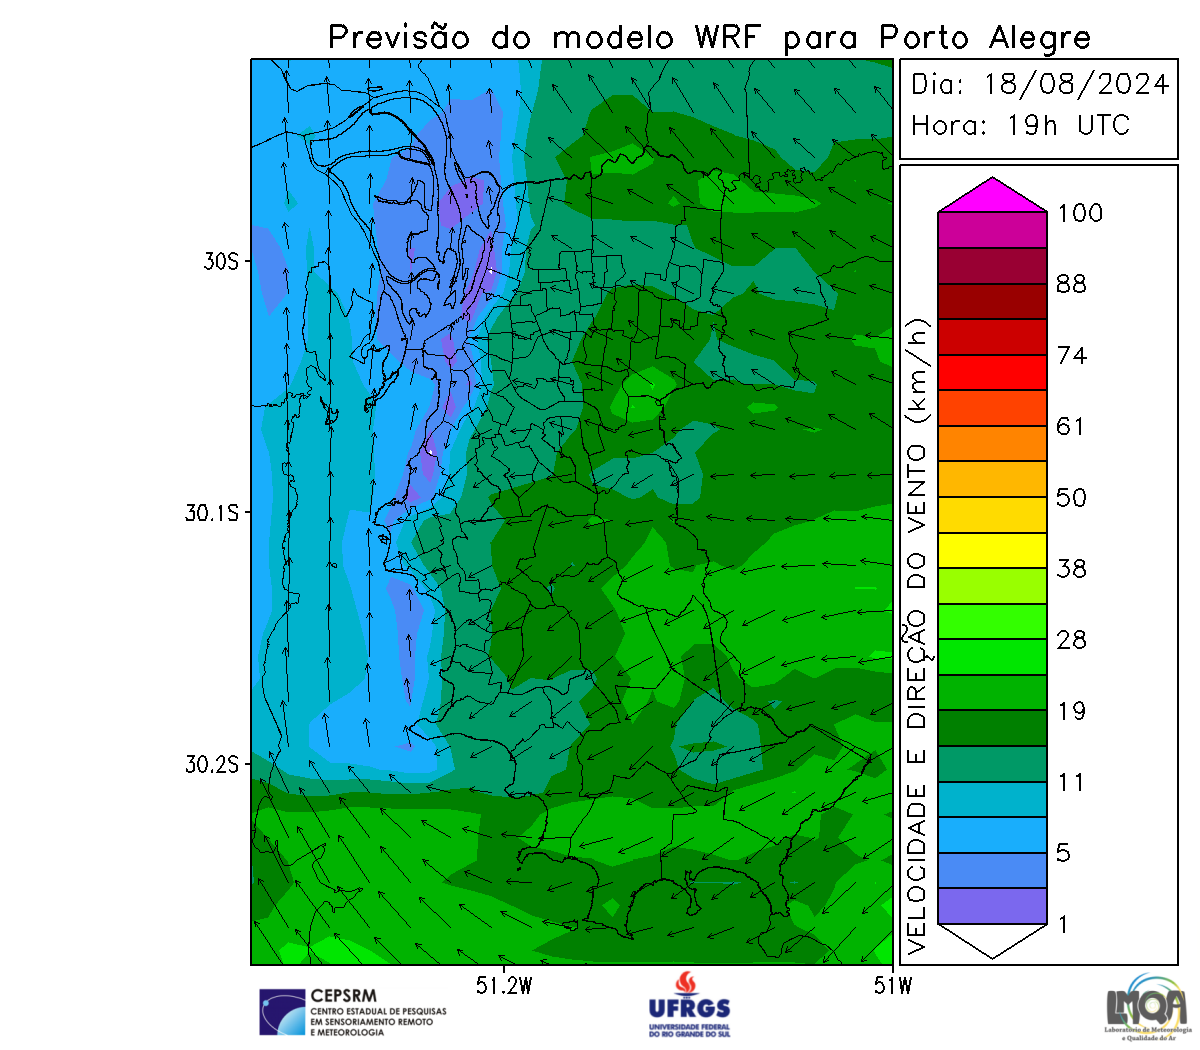 Previsão do modelo WRF para Porto Alegre
Dia: 18/08/2024
Hora: 19h UTC
30S
30.1S
30.2S
51.2W
51W
VELOCIDADE E DIREÇÃO DO VENTO (km/h)
100
88
74
61
50
38
28
19
11
5
1
CEPSRM
CENTRO ESTADUAL DE PESQUISAS
EM SENSORIAMENTO REMOTO
E METEOROLOGIA
UFRGS
UNIVERSIDADE FEDERAL
DO RIO GRANDE DO SUL
LMQA
Laboratório de Meteorologia
e Qualidade do Ar